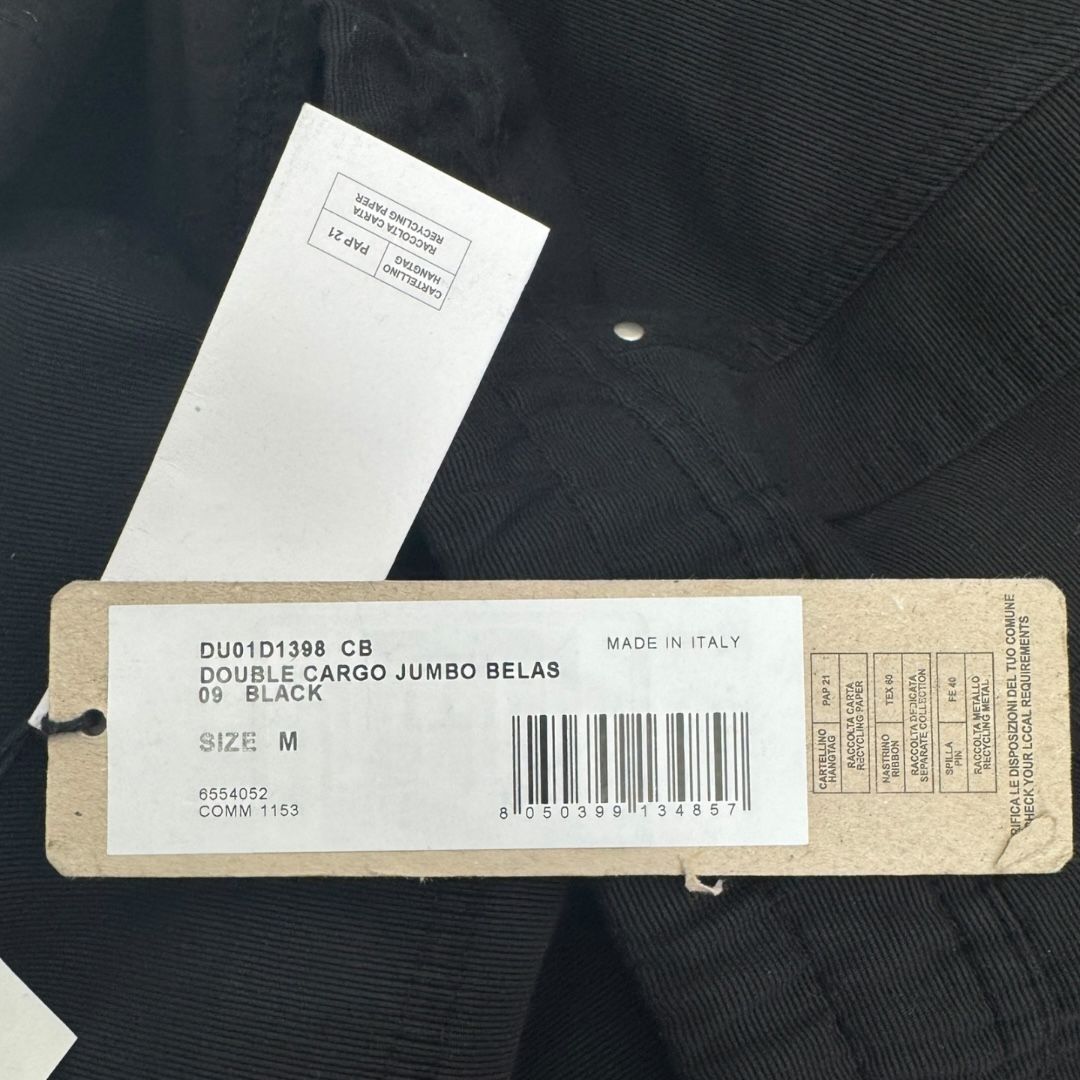 RACCOLTA CARTA
RECYCLING PAPER
CARTELLINO
HANGTAG
PAP 21
DU01D1398 CB
DOUBLE CARGO JUMBO BELAS
09 BLACK
MADE IN ITALY
SIZE M
6554052
COMM 1153
8 050399 134857
CARTELLINO
HANGTAG
PAP 21
RACCOLTA CARTA
RECYCLING PAPER
NASTRINO
RIBBON
TEX 60
RACCOLTA DEDICATA
SEPARATE COLLECTION
SPILLA
PIN
FE 40
RACCOLTA METALLO
RECYCLING METAL
RIFICA LE DISPOSIZIONI DEL TUO COMUNE
CHECK YOUR LOCAL REQUIREMENTS